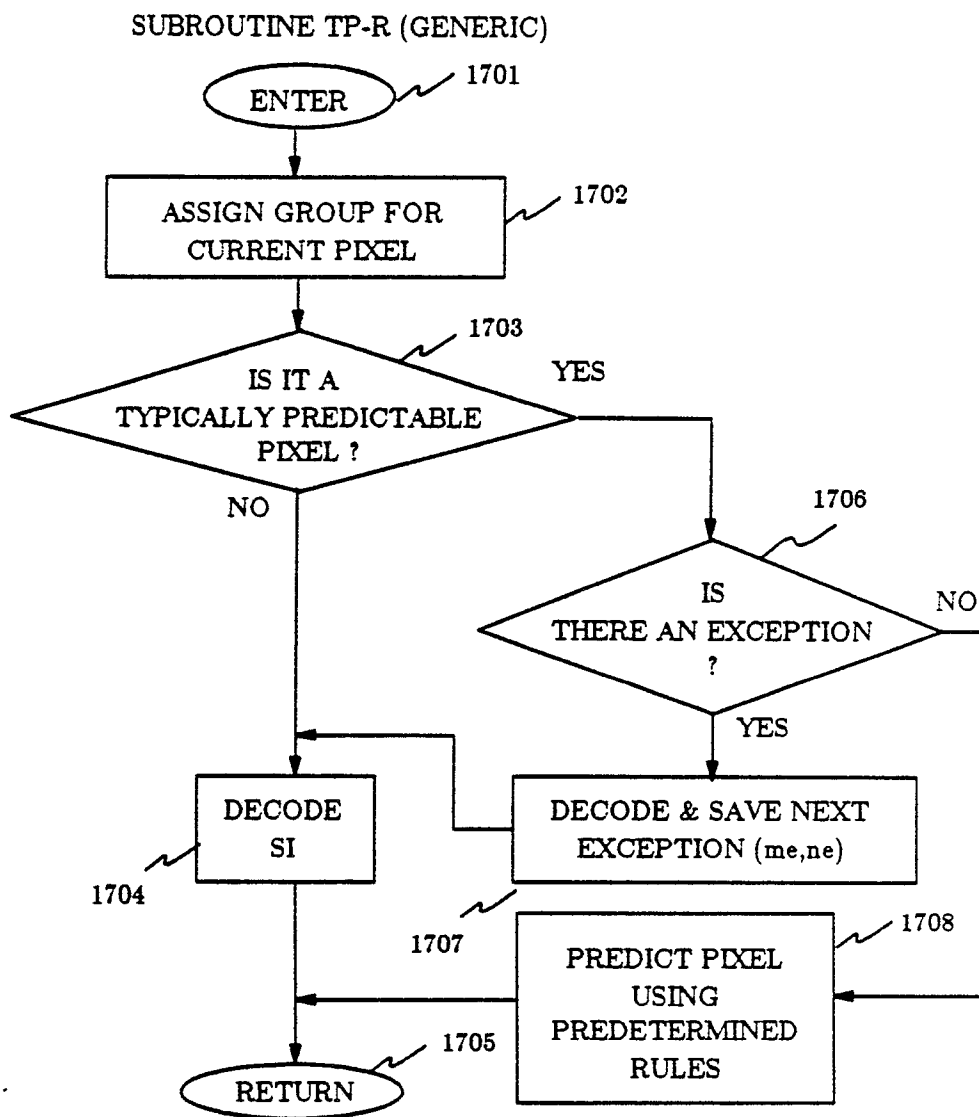 SUBROUTINE TP-R (GENERIC)
1701
ENTER
1702
ASSIGN GROUP FOR
CURRENT PIXEL
1703
IS IT A
TYPICALLY PREDICTABLE
PIXEL ?
YES
NO
1706
IS
THERE AN EXCEPTION
?
NO
YES
DECODE
SI
1704
DECODE & SAVE NEXT
EXCEPTION (me,ne)
1707
1708
PREDICT PIXEL
USING
PREDETERMINED
RULES
1705
RETURN